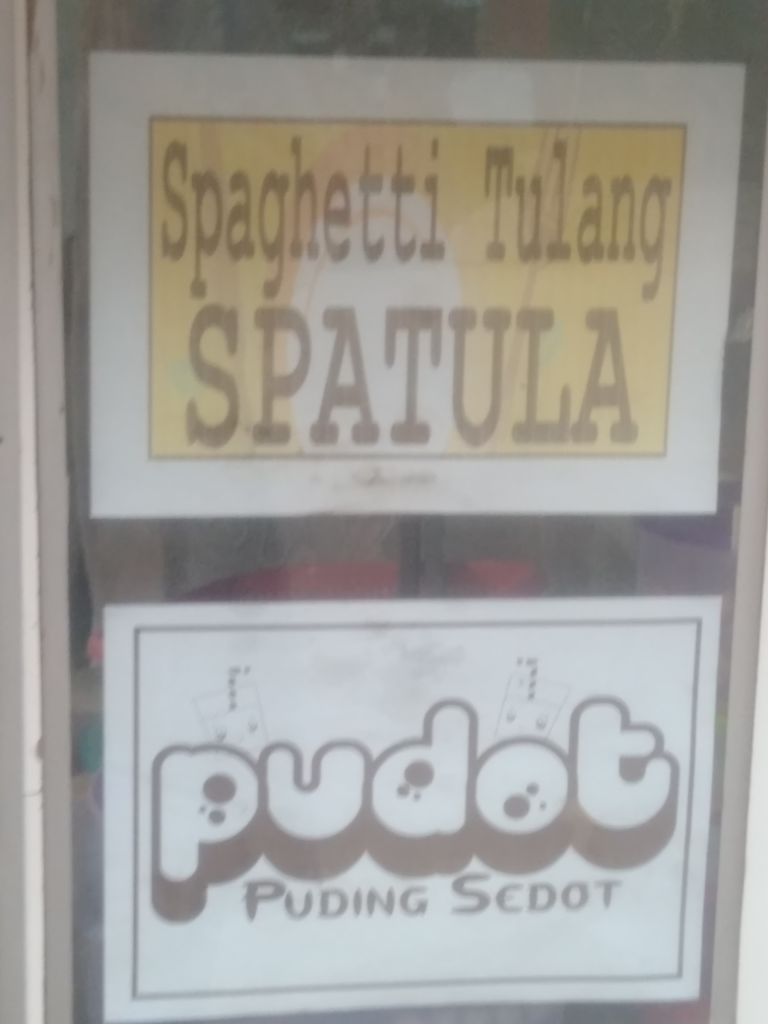 Spaghetti Tulang
SPATULA
pudot
PUDING SEDOT